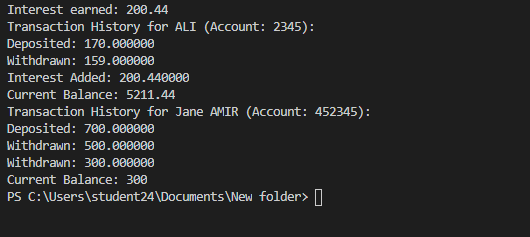 Interest earned: 200.44
Transaction History for ALI (Account: 2345):
Deposited: 170.000000
Withdrawn: 159.000000
Interest Added: 200.440000
Current Balance: 5211.44
Transaction History for Jane AMIR (Account: 452345):
Deposited: 700.000000
Withdrawn: 500.000000
Withdrawn: 300.000000
Current Balance: 300
PS C:\Users\student24\Documents\New folder>